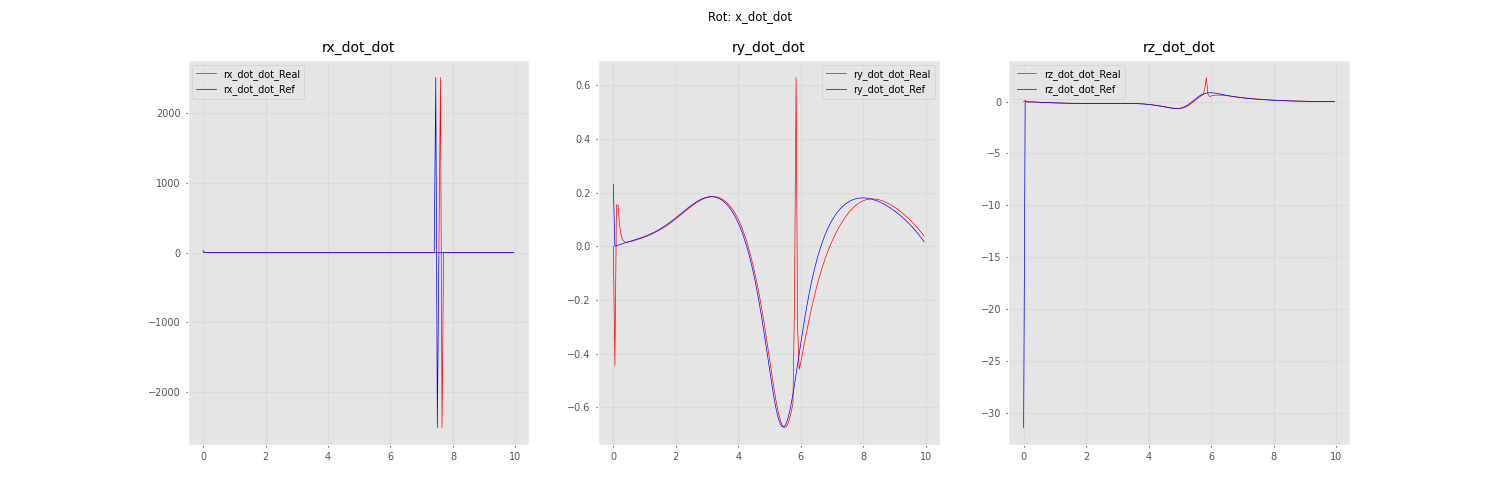 Rot: x_dot_dot
rx_dot_dot
rx_dot_dot_Real
rx_dot_dot_Ref
2000
1000
0
−1000
−2000
0 2 4 6 8 10
ry_dot_dot
ry_dot_dot_Real
ry_dot_dot_Ref
0.6
0.4
0.2
0.0
−0.2
−0.4
−0.6
0 2 4 6 8 10
rz_dot_dot
rz_dot_dot_Real
rz_dot_dot_Ref
0
−5
−10
−15
−20
−25
−30
0 2 4 6 8 10